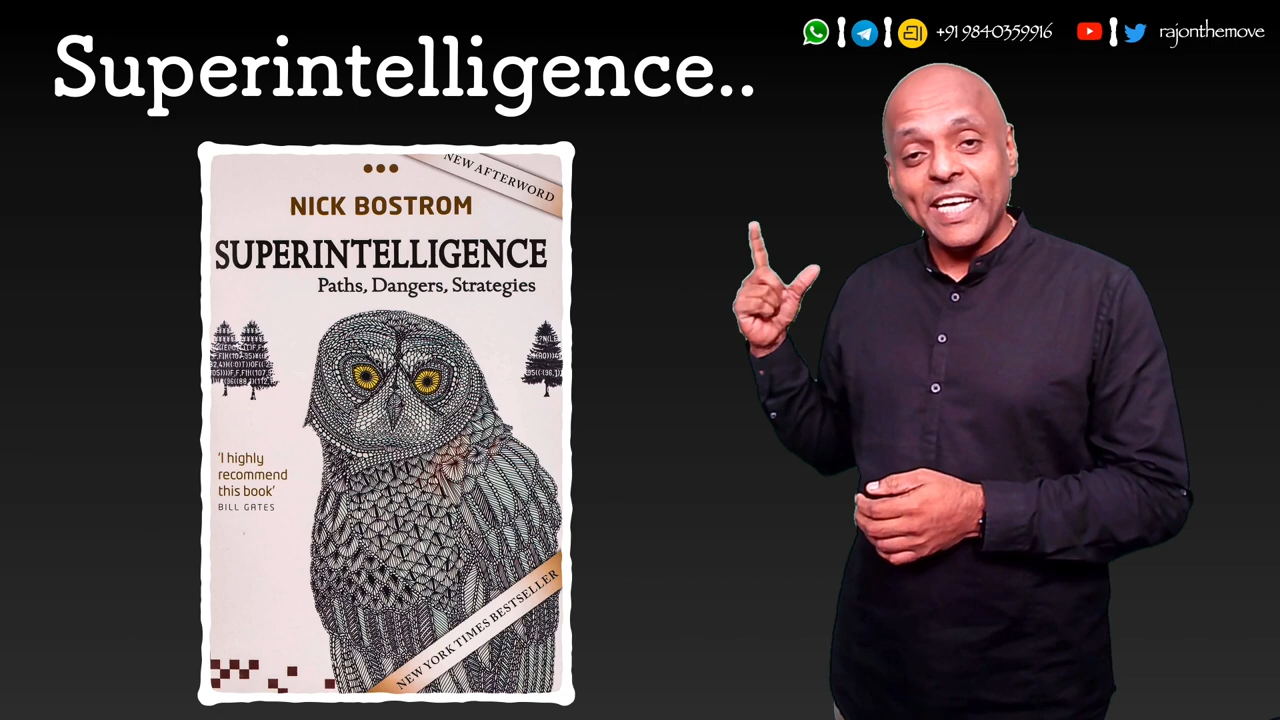 Superintelligence..
+91 9840359916
rajonthemove
NEW AFTERWORD
NICK BOSTROM
SUPERINTELLIGENCE
Paths, Dangers, Strategies
'I highly
recommend
this book'
BILL GATES
NEW YORK TIMES BESTSELLER